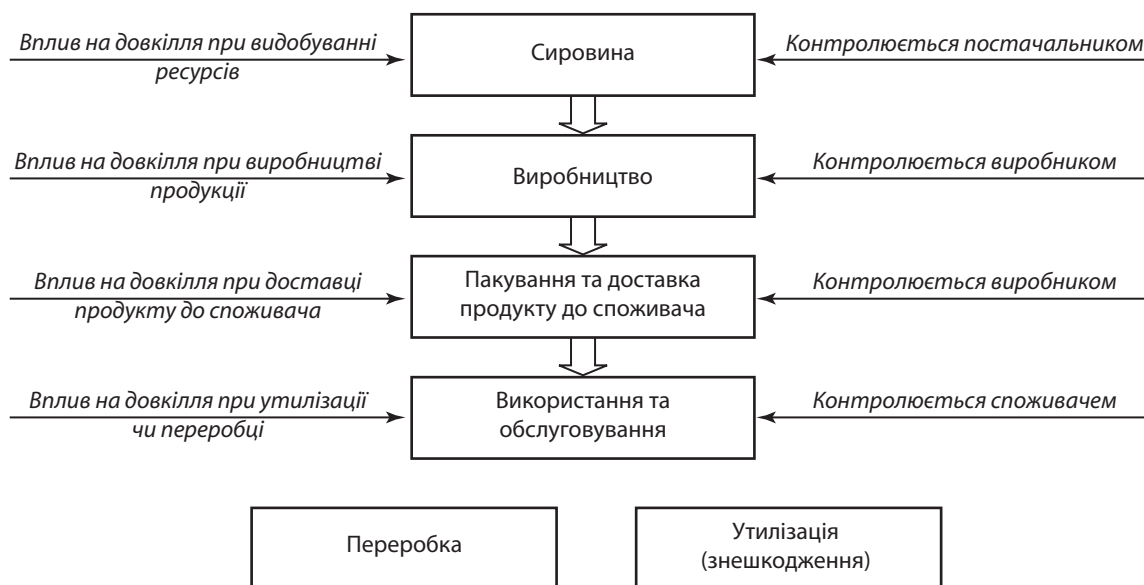 Вплив на довкілля при видобуванні
ресурсів
Сировина
Контролюється постачальником
Вплив на довкілля при виробництві
продукції
Виробництво
Контролюється виробником
Вплив на довкілля при доставці
продукту до споживача
Пакування та доставка
продукту до споживача
Контролюється виробником
Вплив на довкілля при утилізації
чи переробці
Використання та
обслуговування
Контролюється споживачем
Переробка
Утилізація
(знешкодження)